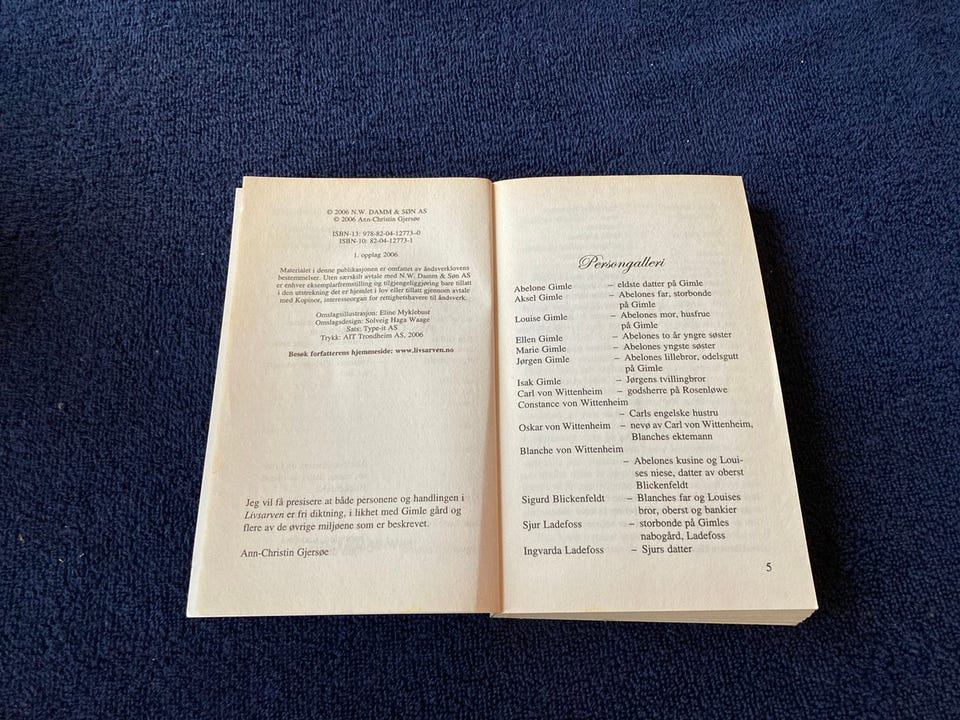 © 2006 N.W. DAMM & SØN AS
© 2006 Ann-Christin Gjersøe
ISBN-13: 978-82-04-12773-0
ISBN-10: 82-04-12773-1
1. opplag 2006
Materialet i denne publikasjonen er omfattet av åndsverklovens
bestemmelser. Uten særskilt avtale med N.W. Damm & Søn AS
er enhver eksemplarfremstilling og tilgjengeliggjøring bare tillatt
i den utstrekning det er hjemlet i lov eller tillatt gjennom avtale
med Kopinor, interesseorgan for rettighetshavere til åndsverk.
Omslagsillustrasjon: Eline Myklebust
Omslagsdesign: Solveig Haga Waage
Sats: Type-it AS
Trykk: AIT Trondheim AS, 2006
Besøk forfatterens hjemmeside: www.livsarven.no
Jeg vil få presisere at både personene og handlingen i
Livsarven er fri diktning, i likhet med Gimle gård og
flere av de øvrige miljøene som er beskrevet.
Ann-Christin Gjersøe
Persongalleri
Abelone Gimle – eldste datter på Gimle
Aksel Gimle – Abelones far, storbonde
på Gimle
Louise Gimle – Abelones mor, husfrue
på Gimle
Ellen Gimle – Abelones to år yngre søster
Marie Gimle – Abelones yngste søster
Jørgen Gimle – Abelones lillebror, odelsgutt
på Gimle
Isak Gimle – Jørgens tvillingbror
Carl von Wittenheim – godsherre på Rosenløwe
Constance von Wittenheim
– Carls engelske hustru
Oskar von Wittenheim – nevø av Carl von Wittenheim,
Blanches ektemann
Blanche von Wittenheim
– Abelones kusine og Loui-
ses niese, datter av oberst
Blickenfeldt
Sigurd Blickenfeldt – Blanches far og Louises
bror, oberst og bankier
Sjur Ladefoss – storbonde på Gimles
nabogård, Ladefoss
Ingvarda Ladefoss – Sjurs datter
5